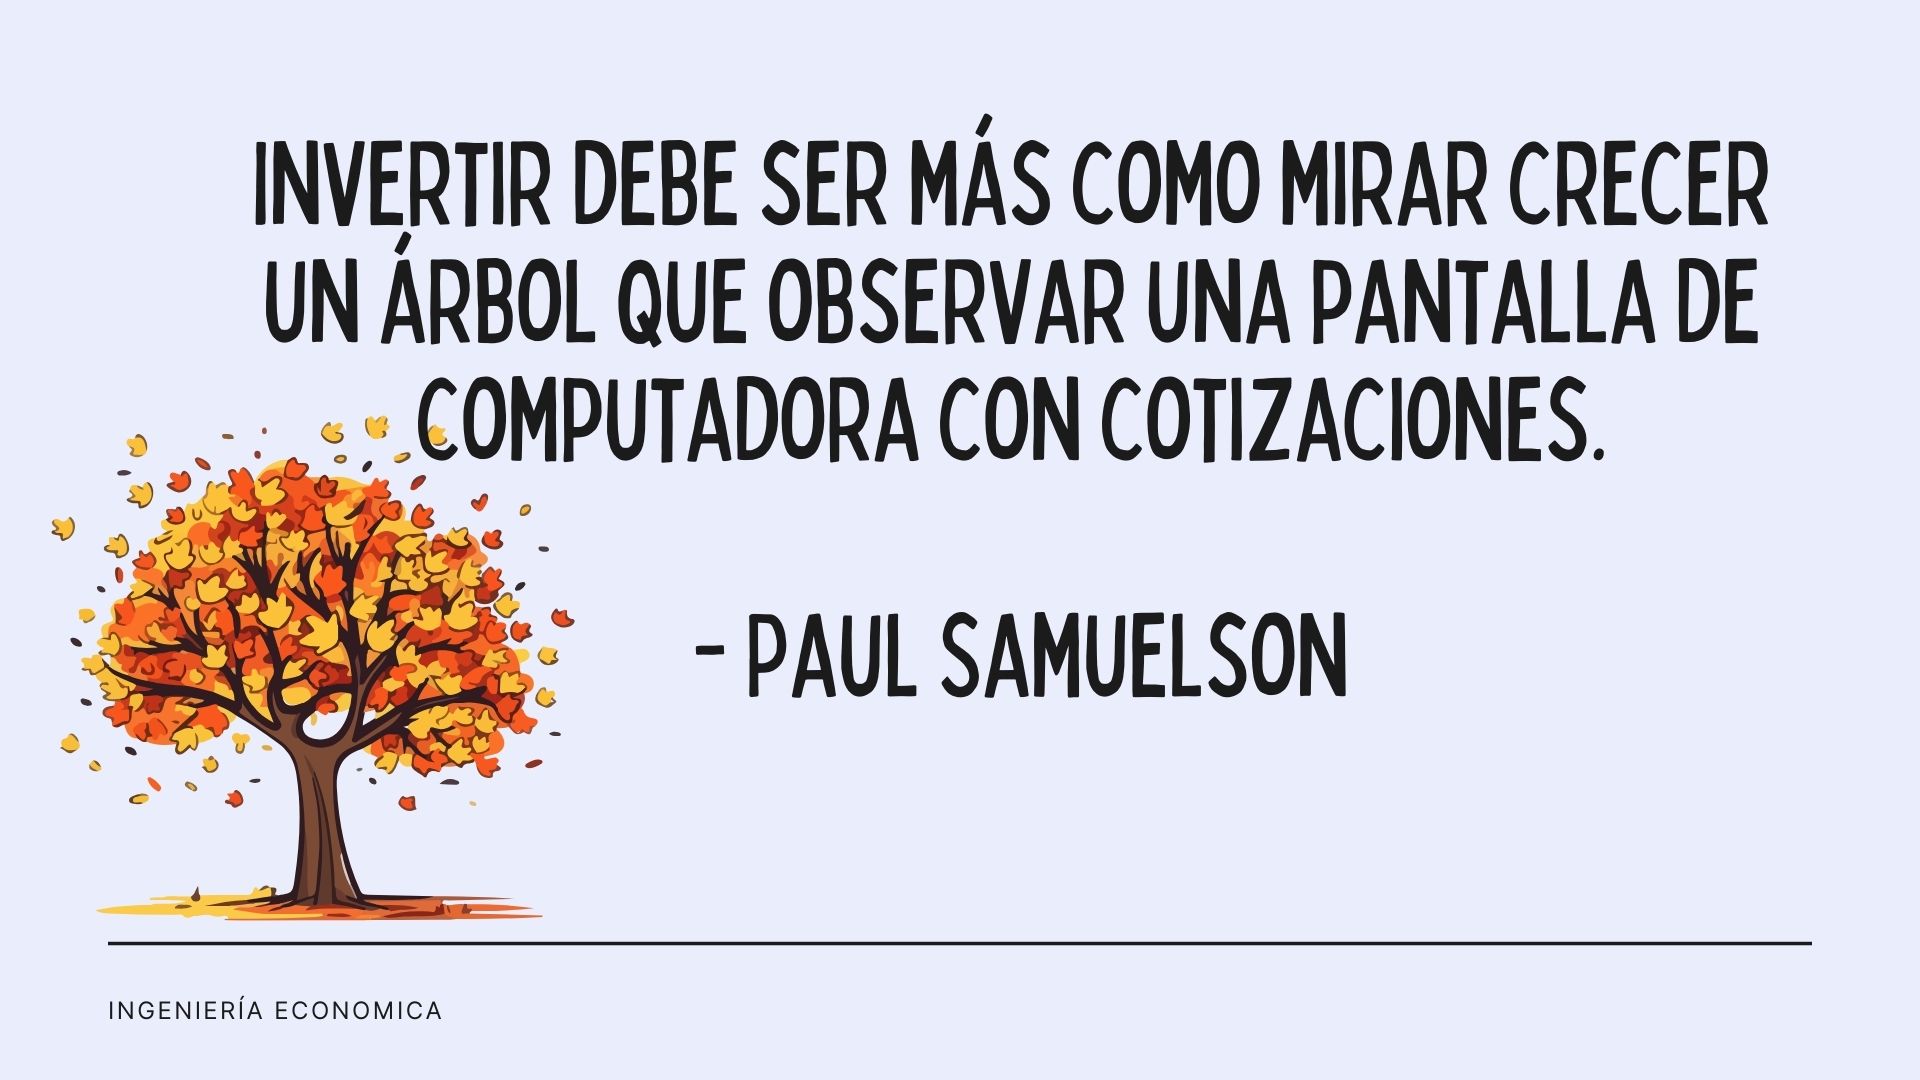 INVERTIR DEBE SER MÁS COMO MIRAR CRECER
UN ÁRBOL QUE OBSERVAR UNA PANTALLA DE
COMPUTADORA CON COTIZACIONES.
- PAUL SAMUELSON
INGENIERÍA ECONOMICA